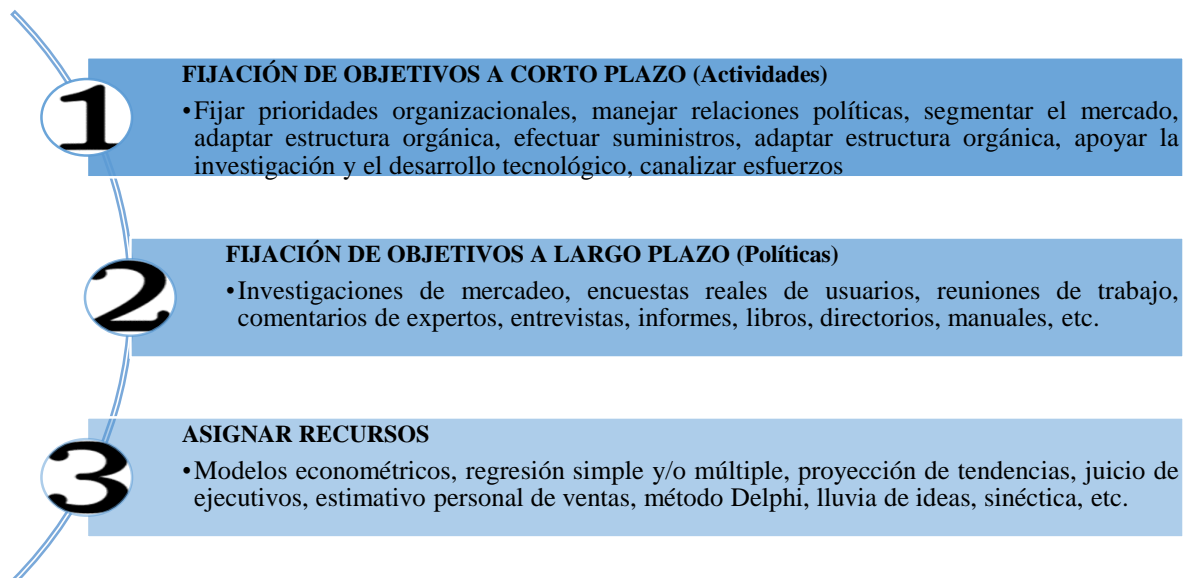 1
FIJACIÓN DE OBJETIVOS A CORTO PLAZO (Actividades)
•Fijar prioridades organizacionales, manejar relaciones políticas, segmentar el mercado,
adaptar estructura orgánica, efectuar suministros, adaptar estructura orgánica, apoyar la
investigación y el desarrollo tecnológico, canalizar esfuerzos
2
FIJACIÓN DE OBJETIVOS A LARGO PLAZO (Políticas)
•Investigaciones de mercadeo, encuestas reales de usuarios, reuniones de trabajo,
comentarios de expertos, entrevistas, informes, libros, directorios, manuales, etc.
3
ASIGNAR RECURSOS
•Modelos econométricos, regresión simple y/o múltiple, proyección de tendencias, juicio de
ejecutivos, estimativo personal de ventas, método Delphi, lluvia de ideas, sinéctica, etc.